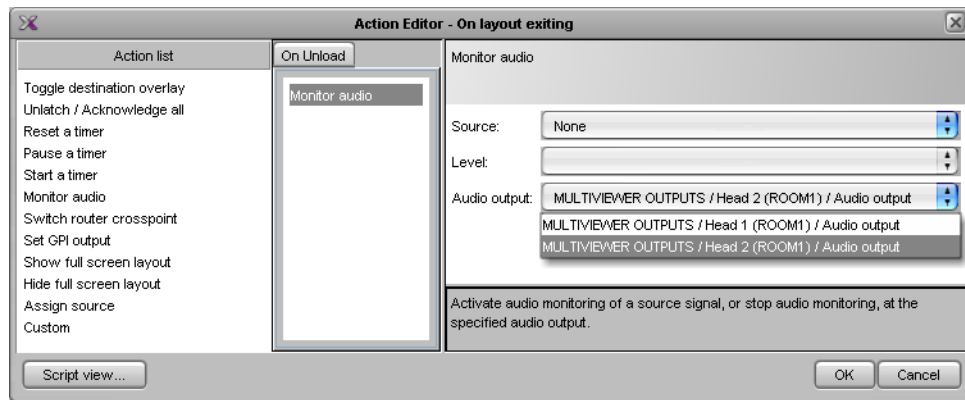 Action Editor - On layout exiting
Action list
Toggle destination overlay
Unlatch / Acknowledge all
Reset a timer
Pause a timer
Start a timer
Monitor audio
Switch router crosspoint
Set GPI output
Show full screen layout
Hide full screen layout
Assign source
Custom
On Unload
Monitor audio
Monitor audio
Source: None
Level:
Audio output: MULTIVIEWER OUTPUTS / Head 2 (ROOM1) / Audio output
MULTIVIEWER OUTPUTS / Head 1 (ROOM1) / Audio output
MULTIVIEWER OUTPUTS / Head 2 (ROOM1) / Audio output
Activate audio monitoring of a source signal, or stop audio monitoring, at the
specified audio output.
Script view... OK Cancel